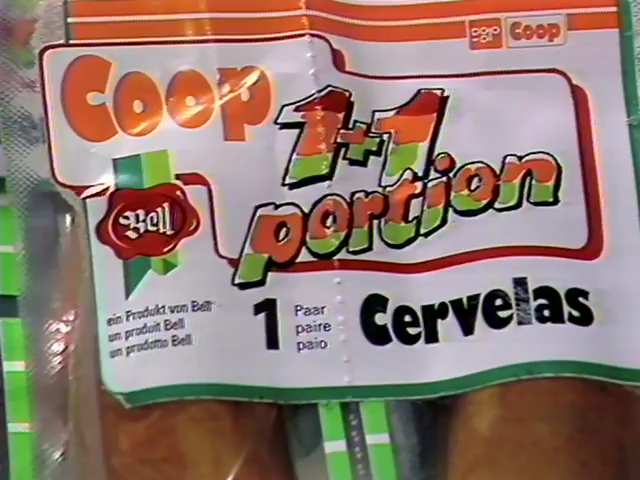 Coop
Coop
1+1
portion
Bell
ein Produkt von Bell
un produit Bell
un prodotto Bell
1 Paar
paire
paio
Cervelas